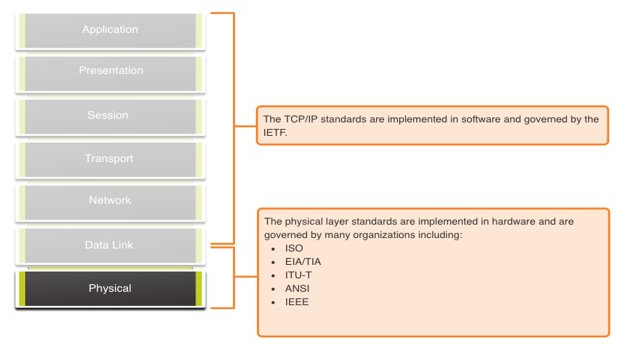 Application
Presentation
Session
Transport
Network
Data Link
Physical
The TCP/IP standards are implemented in software and governed by the
IETF.
The physical layer standards are implemented in hardware and are
governed by many organizations including:
• ISO
• EIA/TIA
• ITU-T
• ANSI
• IEEE